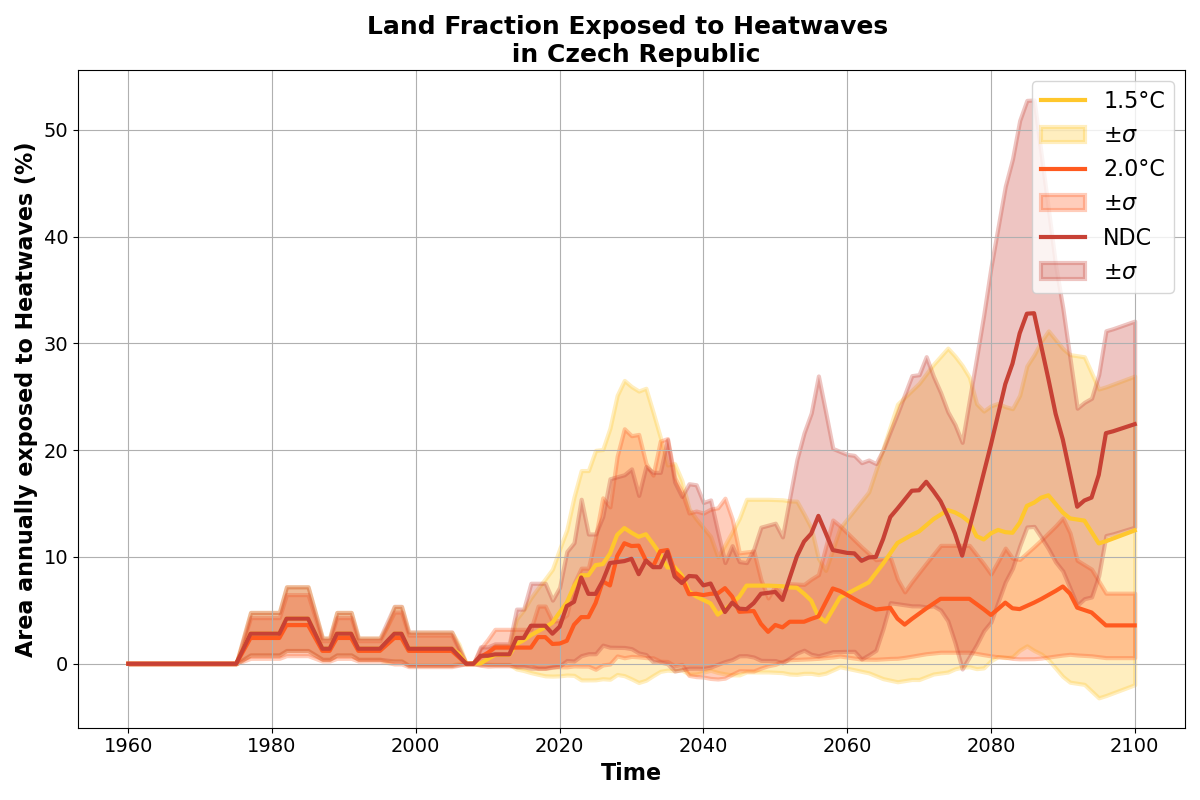 Land Fraction Exposed to Heatwaves
in Czech Republic
Area annually exposed to Heatwaves (%)
50
40
30
20
10
0
1960 1980 2000 2020 2040 2060 2080 2100
Time
1.5°C
±σ
2.0°C
±σ
NDC
±σ